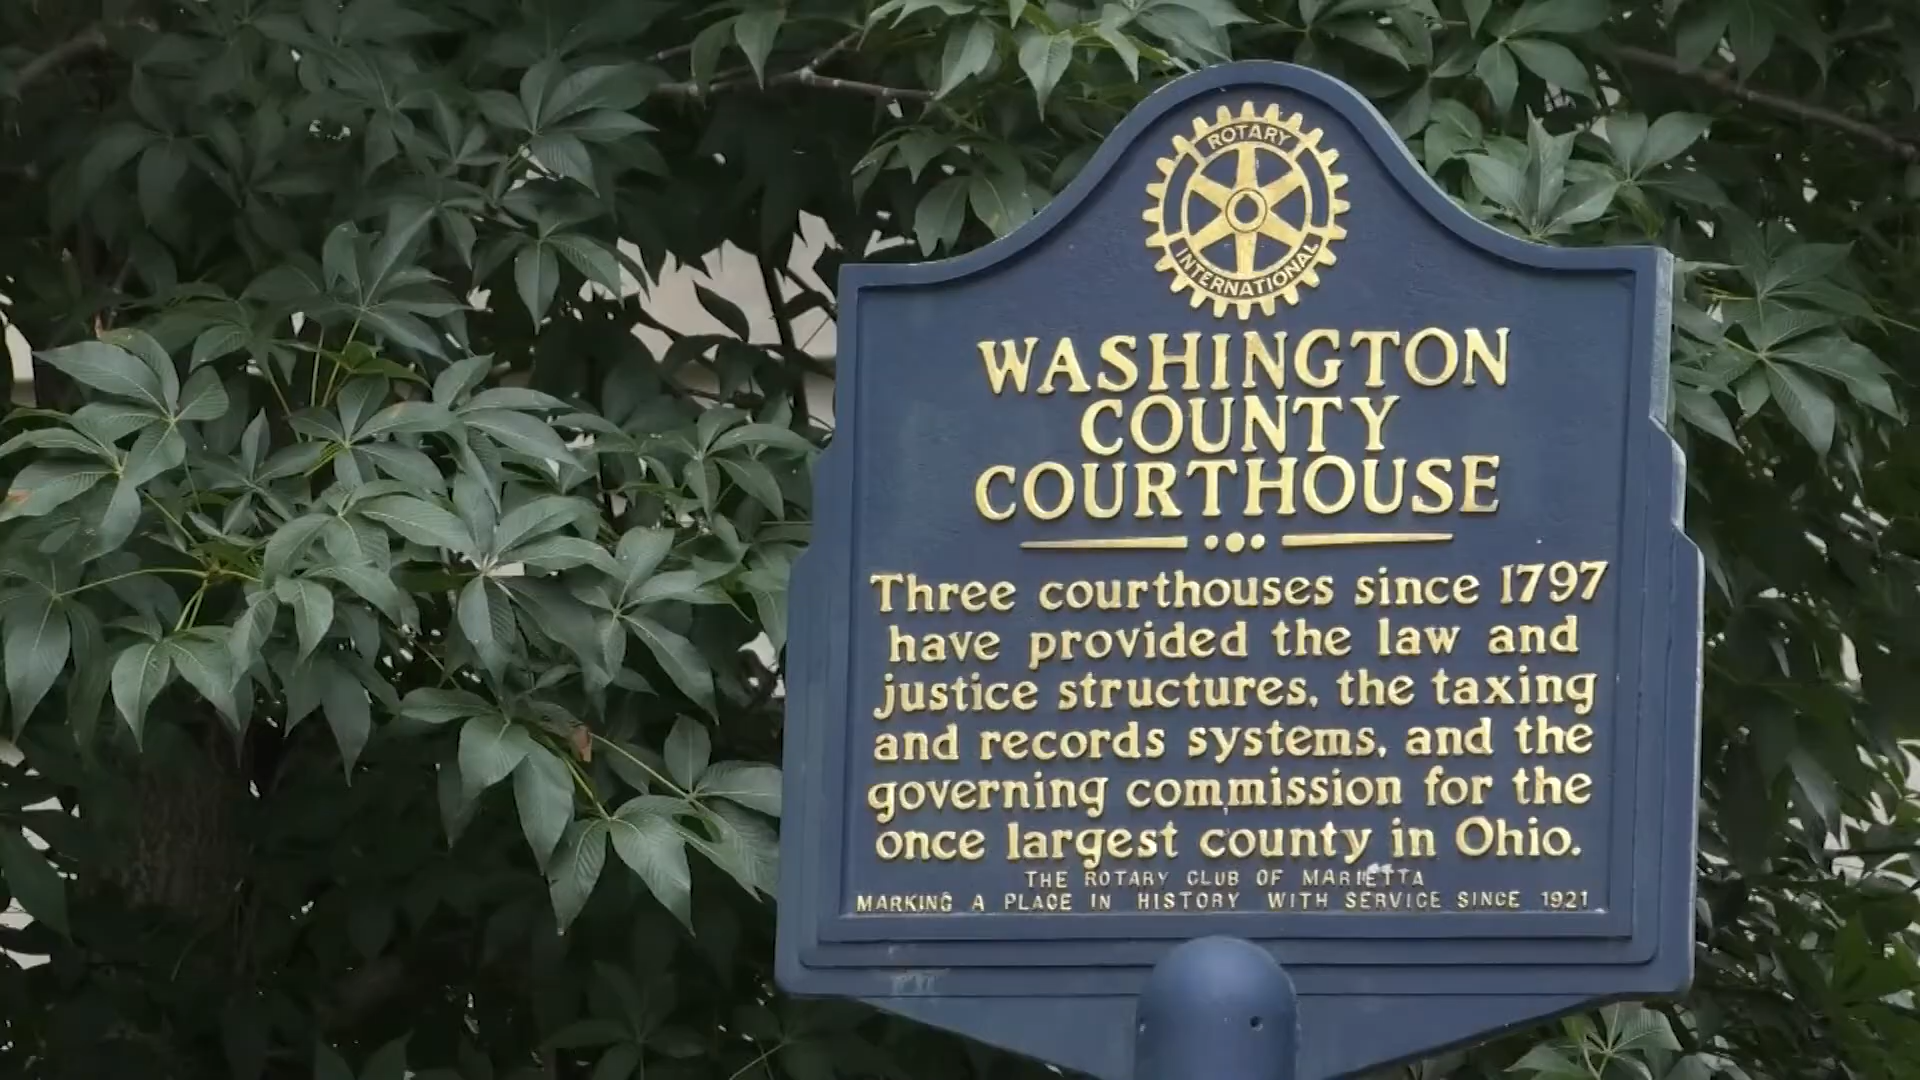 ROTARY
INTERNATIONAL
WASHINGTON
COUNTY
COURTHOUSE
Three courthouses since 1797
have provided the law and
justice structures, the taxing
and records systems, and the
governing commission for the
once largest county in Ohio.
THE ROTARY CLUB OF MARIETTA
MARKING A PLACE IN HISTORY WITH SERVICE SINCE 1921